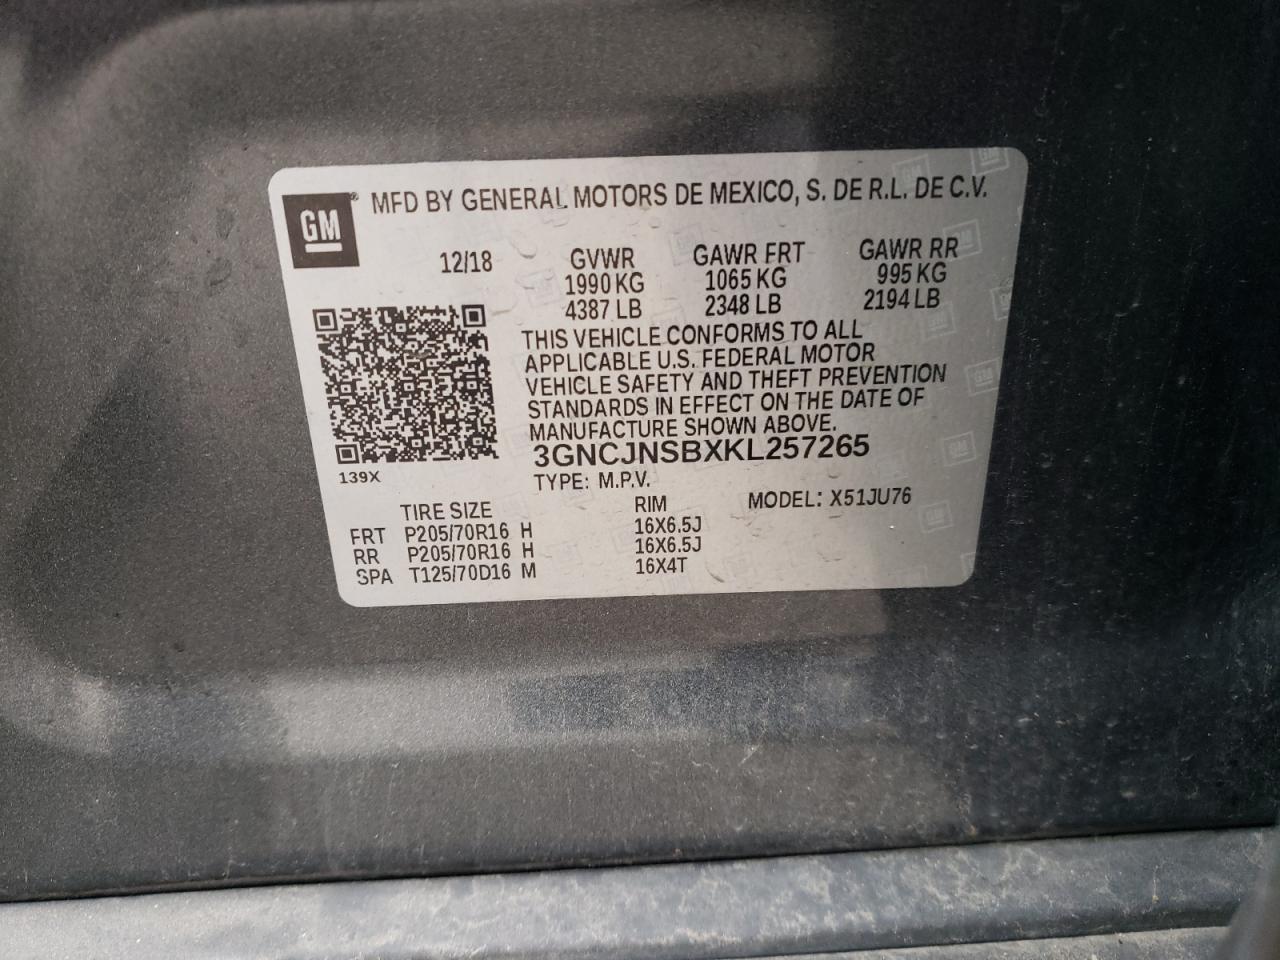 GM ® MFD BY GENERAL MOTORS DE MEXICO, S. DE R.L. DE C.V.
12/18 GVWR GAWR FRT GAWR RR
1990 KG 1065 KG 995 KG
4387 LB 2348 LB 2194 LB
THIS VEHICLE CONFORMS TO ALL
APPLICABLE U.S. FEDERAL MOTOR
VEHICLE SAFETY AND THEFT PREVENTION
STANDARDS IN EFFECT ON THE DATE OF
MANUFACTURE SHOWN ABOVE.
3GNCJNSBXKL257265
139X
TYPE: M.P.V.
TIRE SIZE RIM MODEL: X51JU76
FRT P205/70R16 H 16X6.5J
RR P205/70R16 H 16X6.5J
SPA T125/70D16 M 16X4T